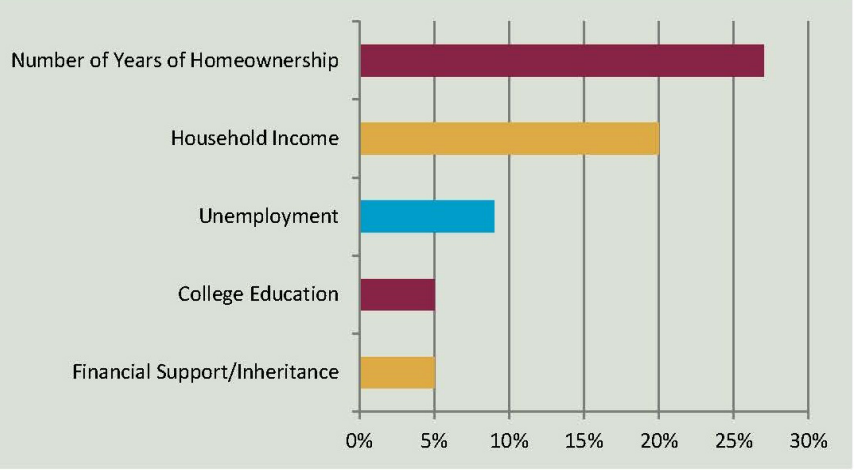 Number of Years of Homeownership
Household Income
Unemployment
College Education
Financial Support/Inheritance
0% 5% 10% 15% 20% 25% 30%